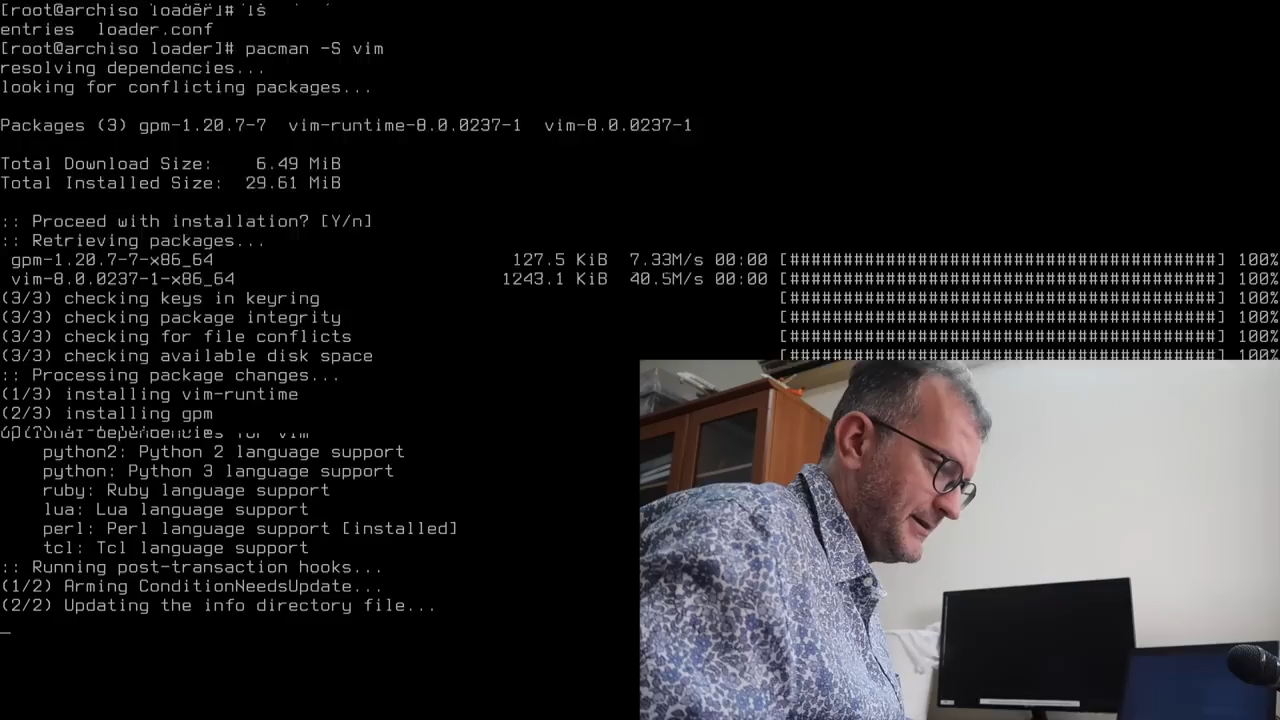 [root@archiso loader]# ls
entries  loader.conf
[root@archiso loader]# pacman -S vim
resolving dependencies...
looking for conflicting packages...
Packages (3) gpm-1.20.7-7  vim-runtime-8.0.0237-1  vim-8.0.0237-1
Total Download Size:    6.49 MiB
Total Installed Size:  29.61 MiB
:: Proceed with installation? [Y/n]
:: Retrieving packages...
gpm-1.20.7-7-x86_64 127.5 KiB  7.33M/s 00:00 [########################################] 100%
vim-8.0.0237-1-x86_64 1243.1 KiB  40.5M/s 00:00 [########################################] 100%
(3/3) checking keys in keyring [########################################] 100%
(3/3) checking package integrity [########################################] 100%
(3/3) checking for file conflicts [########################################] 100%
(3/3) checking available disk space [########################################] 100%
:: Processing package changes...
(1/3) installing vim-runtime
(2/3) installing gpm
dependencies for vim
python2: Python 2 language support
python: Python 3 language support
ruby: Ruby language support
lua: Lua language support
perl: Perl language support [installed]
tcl: Tcl language support
:: Running post-transaction hooks...
(1/2) Arming ConditionNeedsUpdate...
(2/2) Updating the info directory file...